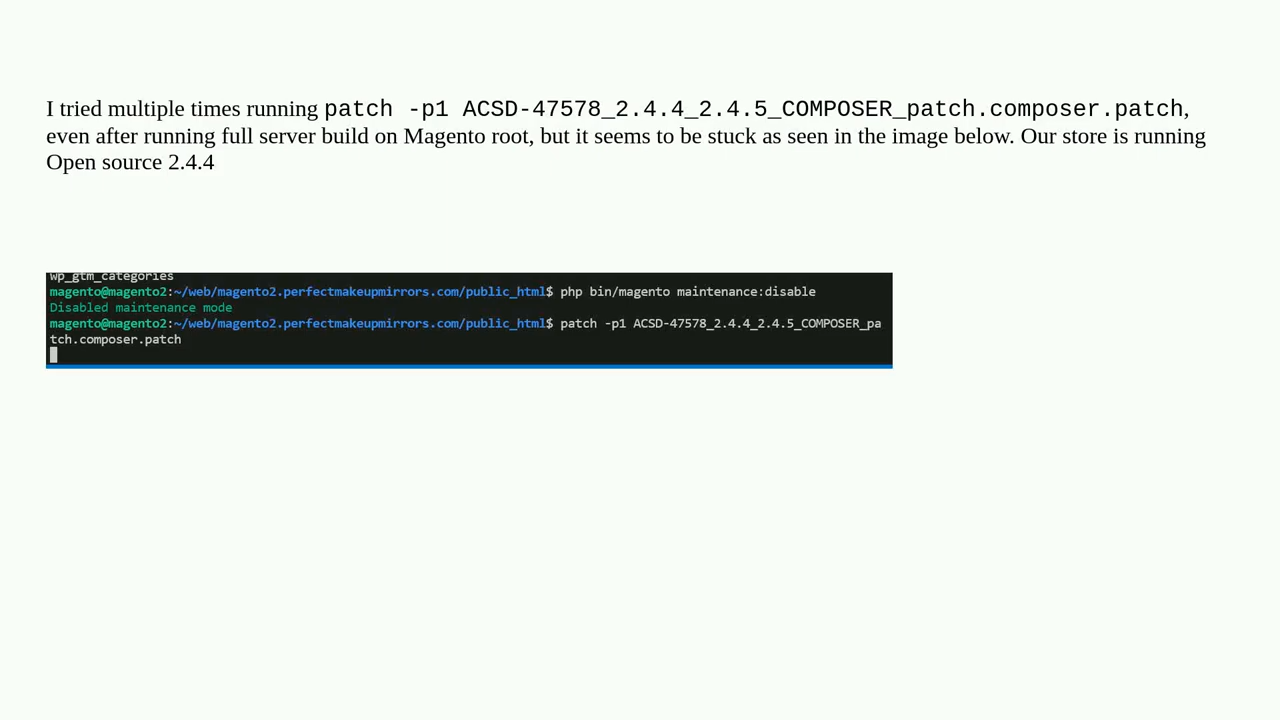 I tried multiple times running patch -p1 ACSD-47578_2.4.4_2.4.5_COMPOSER_patch.composer.patch,
even after running full server build on Magento root, but it seems to be stuck as seen in the image below. Our store is running
Open source 2.4.4
wp_gtm_categories
magento@magento2:~/web/magento2.perfectmakeupmirrors.com/public_html$ php bin/magento maintenance:disable
Disabled maintenance mode
magento@magento2:~/web/magento2.perfectmakeupmirrors.com/public_html$ patch -p1 ACSD-47578_2.4.4_2.4.5_COMPOSER_pa
tch.composer.patch